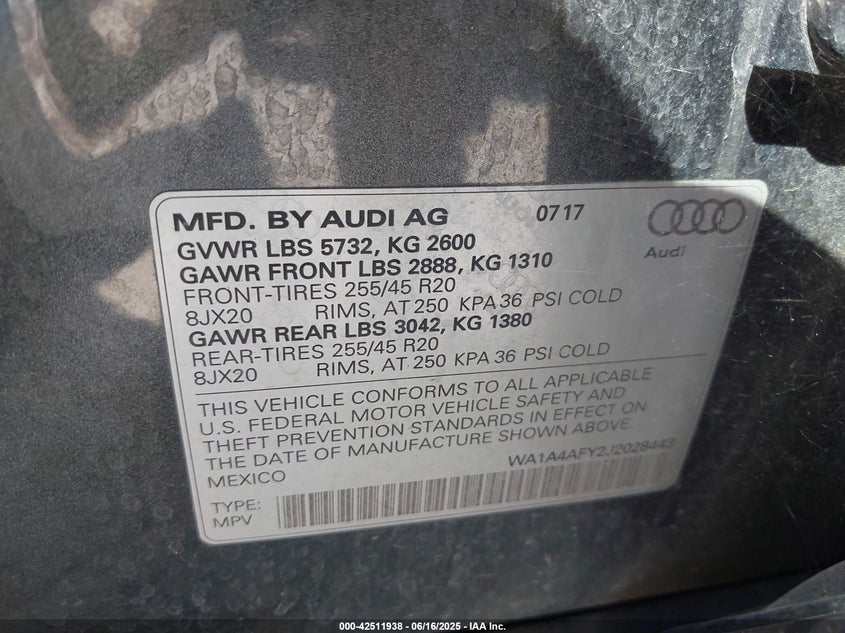 MFD. BY AUDI AG 0717
Audi
GVWR LBS 5732, KG 2600
GAWR FRONT LBS 2888, KG 1310
FRONT-TIRES 255/45 R20
8JX20 RIMS, AT 250 KPA 36 PSI COLD
GAWR REAR LBS 3042, KG 1380
REAR-TIRES 255/45 R20
8JX20 RIMS, AT 250 KPA 36 PSI COLD
THIS VEHICLE CONFORMS TO ALL APPLICABLE
U.S. FEDERAL MOTOR VEHICLE SAFETY AND
THEFT PREVENTION STANDARDS IN EFFECT ON
THE DATE OF MANUFACTURE SHOWN ABOVE.
MEXICO WA1A4AFY2J2028443
TYPE:
MPV
000-42511938 - 06/16/2025 - IAA Inc.